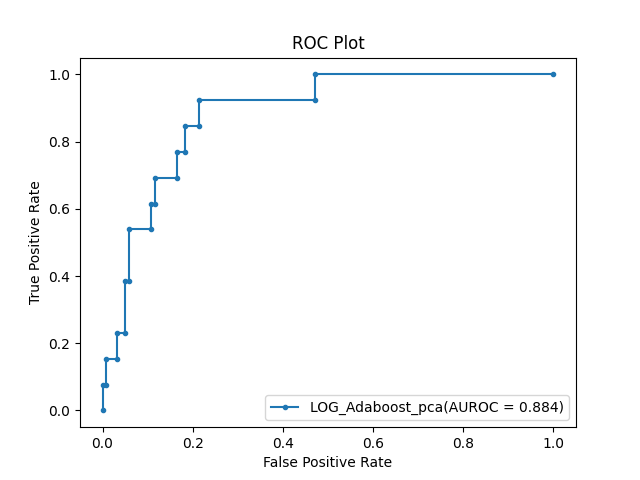 ROC Plot
1.0
0.8
0.6
0.4
0.2
0.0
True Positive Rate
LOG_Adaboost_pca(AUROC = 0.884)
0.0 0.2 0.4 0.6 0.8 1.0
False Positive Rate